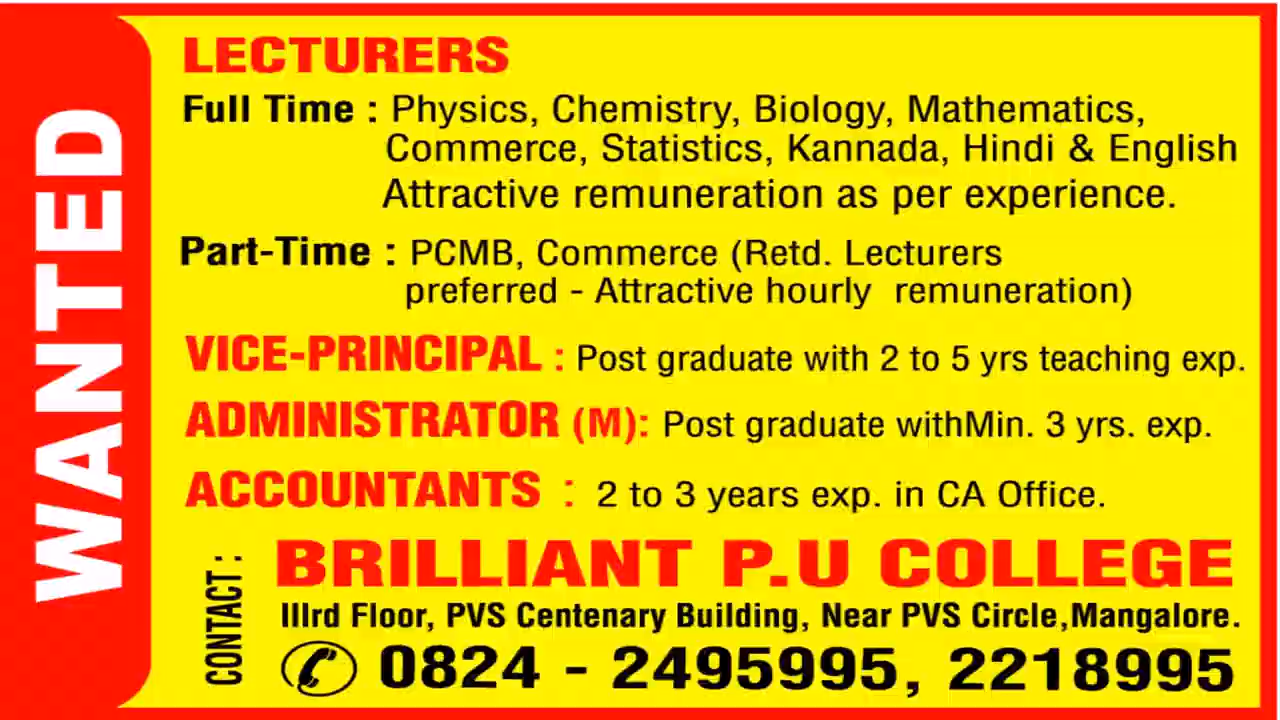 WANTED
LECTURERS
Full Time : Physics, Chemistry, Biology, Mathematics,
Commerce, Statistics, Kannada, Hindi & English
Attractive remuneration as per experience.
Part-Time : PCMB, Commerce (Retd. Lecturers
preferred - Attractive hourly remuneration)
VICE-PRINCIPAL : Post graduate with 2 to 5 yrs teaching exp.
ADMINISTRATOR (M): Post graduate withMin. 3 yrs. exp.
ACCOUNTANTS : 2 to 3 years exp. in CA Office.
CONTACT :
BRILLIANT P.U COLLEGE
IIIrd Floor, PVS Centenary Building, Near PVS Circle,Mangalore.
0824 - 2495995, 2218995